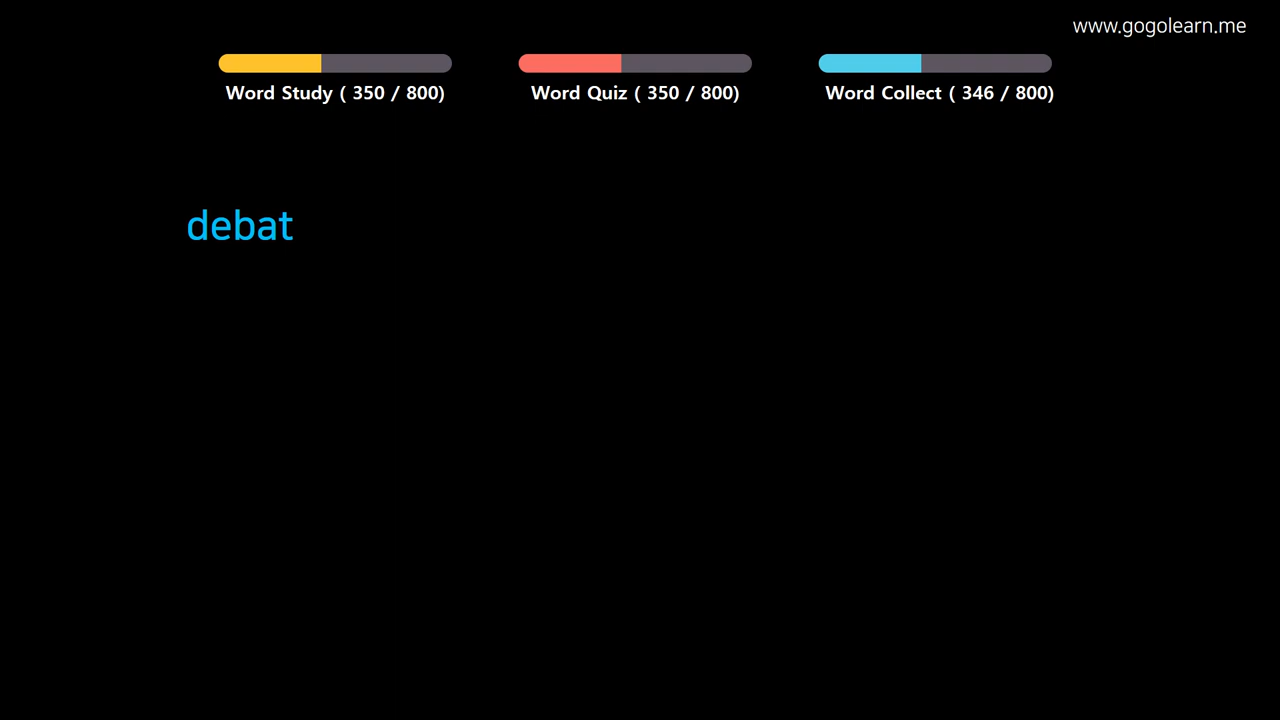 www.gogolearn.me
Word Study ( 350 / 800)
Word Quiz ( 350 / 800)
Word Collect ( 346 / 800)
debat